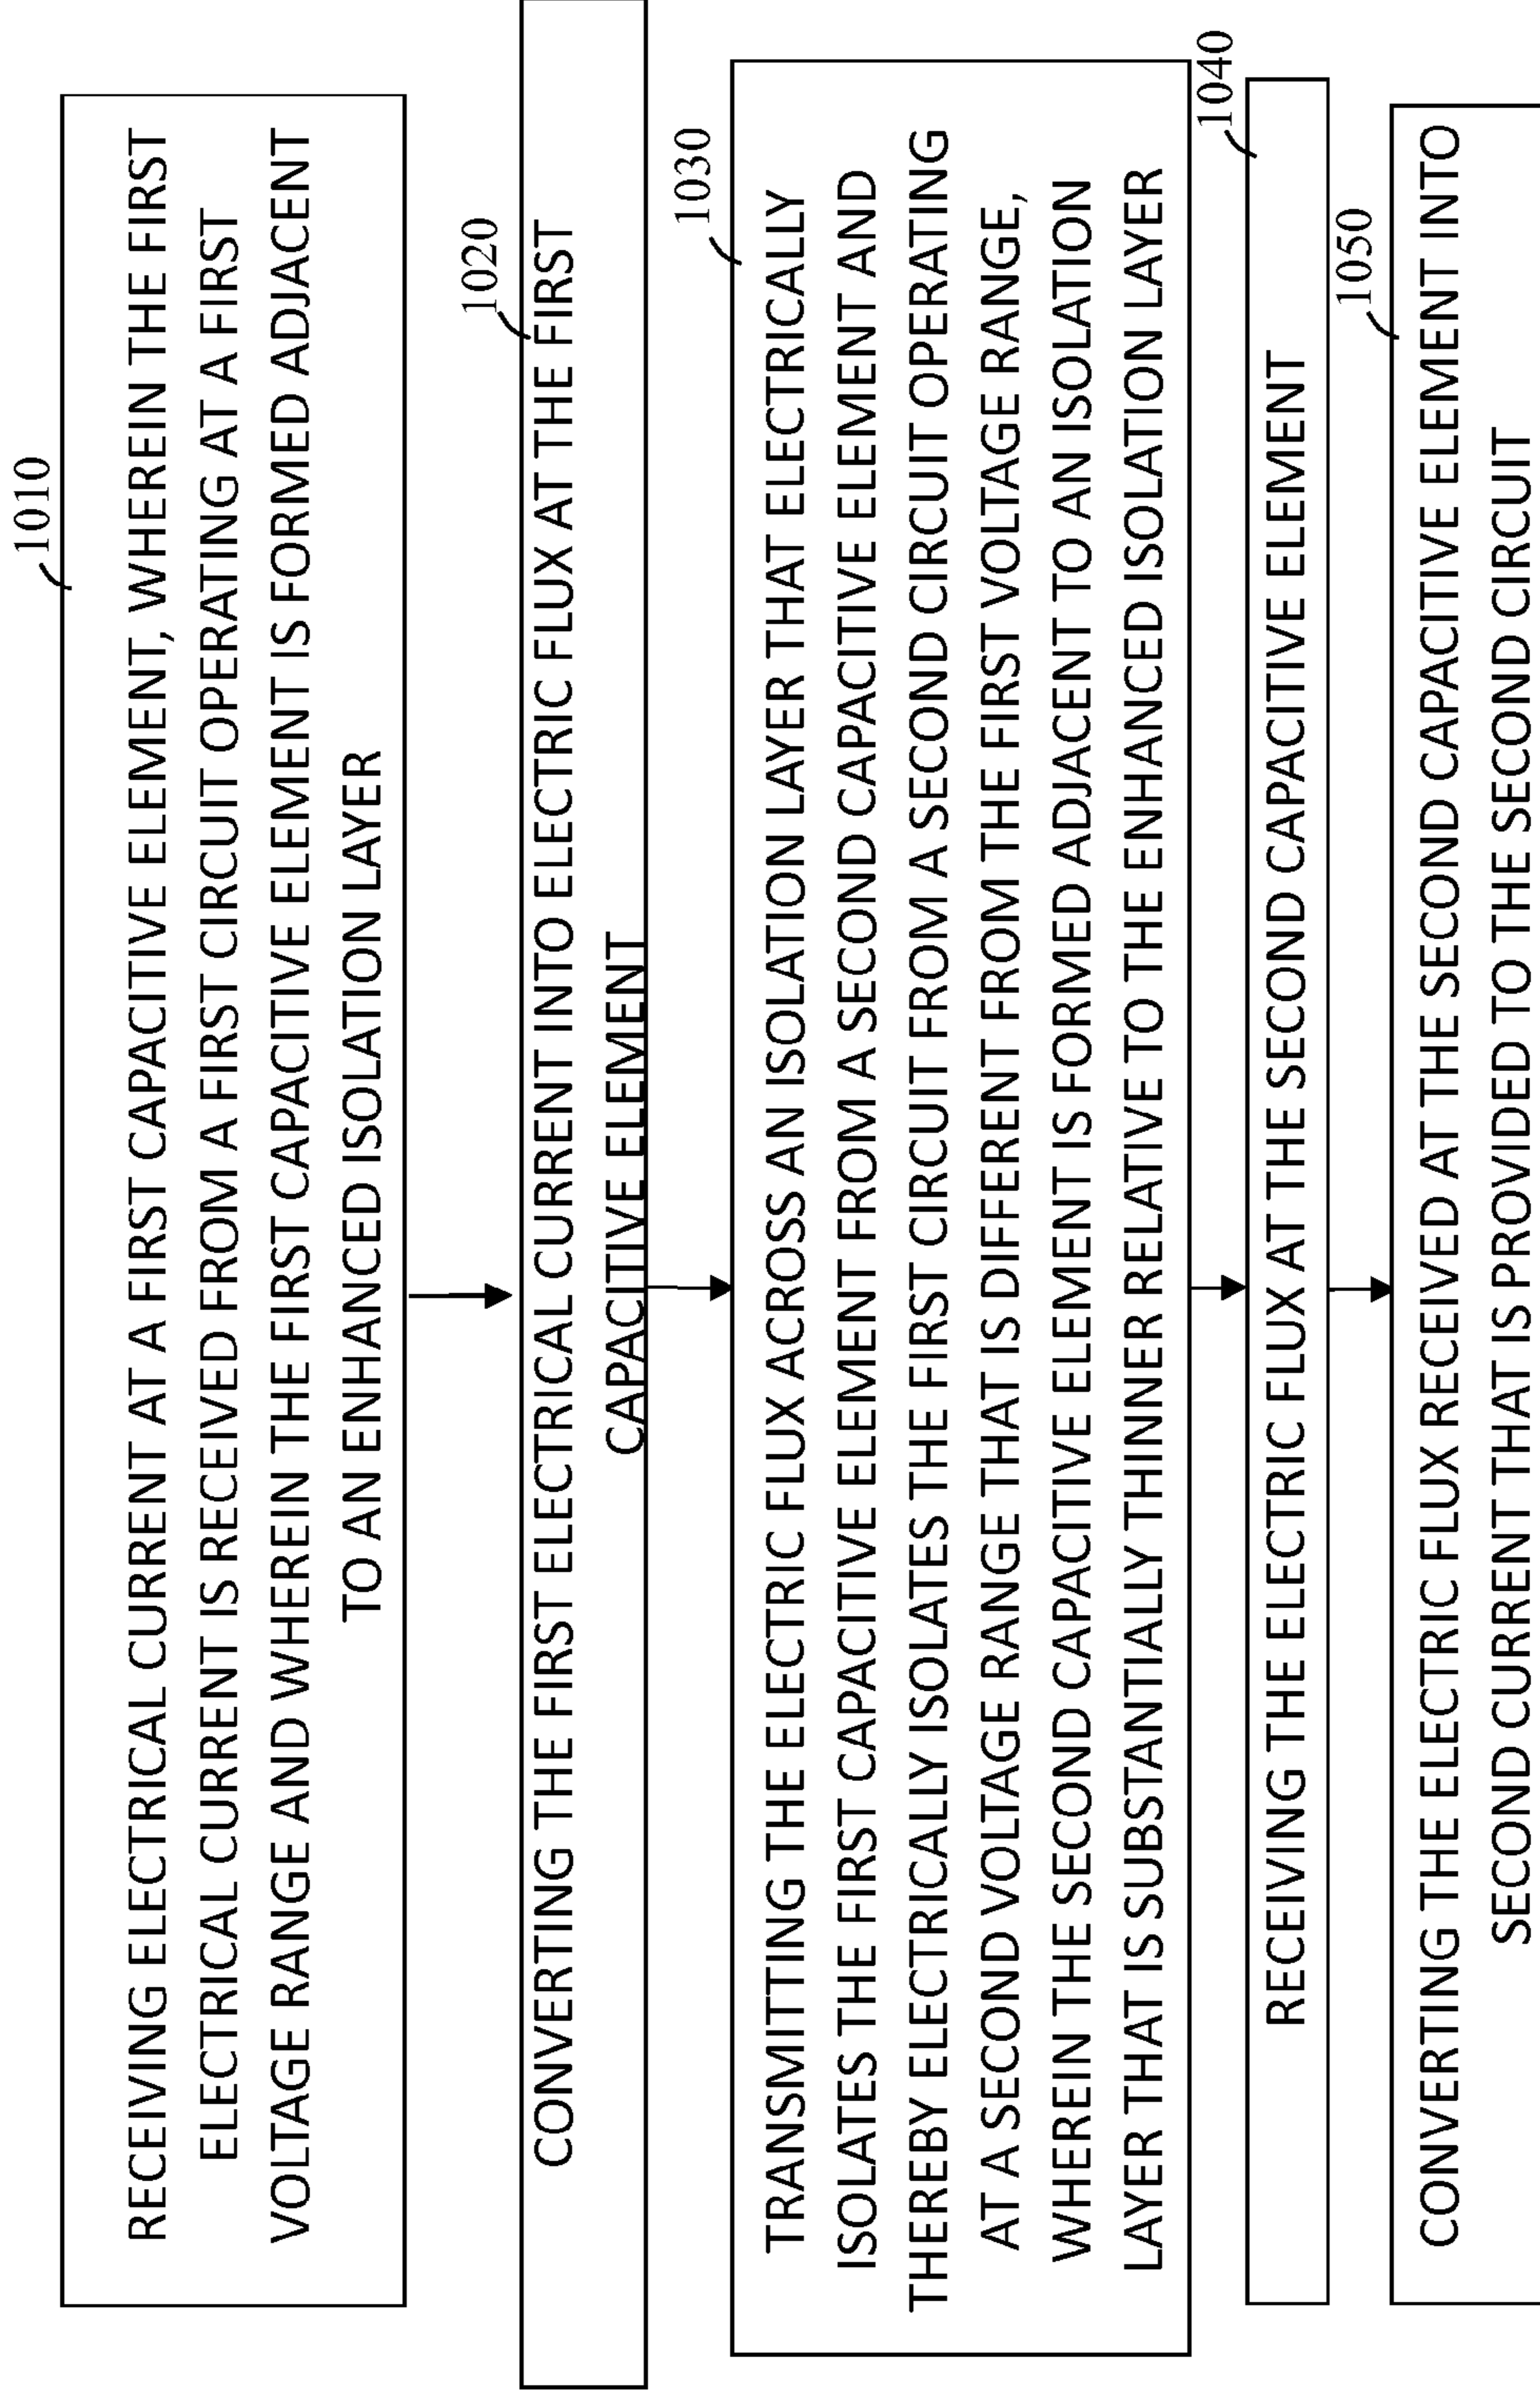 1010
RECEIVING ELECTRICAL CURRENT AT A FIRST CAPACITIVE ELEMENT, WHEREIN THE FIRST
ELECTRICAL CURRENT IS RECEIVED FROM A FIRST CIRCUIT OPERATING AT A FIRST
VOLTAGE RANGE AND WHEREIN THE FIRST CAPACITIVE ELEMENT IS FORMED ADJACENT
TO AN ENHANCED ISOLATION LAYER
1020
CONVERTING THE FIRST ELECTRICAL CURRENT INTO ELECTRIC FLUX AT THE FIRST
CAPACITIVE ELEMENT
1030
TRANSMITTING THE ELECTRIC FLUX ACROSS AN ISOLATION LAYER THAT ELECTRICALLY
ISOLATES THE FIRST CAPACITIVE ELEMENT FROM A SECOND CAPACITIVE ELEMENT AND
THEREBY ELECTRICALLY ISOLATES THE FIRST CIRCUIT FROM A SECOND CIRCUIT OPERATING
AT A SECOND VOLTAGE RANGE THAT IS DIFFERENT FROM THE FIRST VOLTAGE RANGE,
WHEREIN THE SECOND CAPACITIVE ELEMENT IS FORMED ADJACENT TO AN ISOLATION
LAYER THAT IS SUBSTANTIALLY THINNER RELATIVE TO THE ENHANCED ISOLATION LAYER
1040
RECEIVING THE ELECTRIC FLUX AT THE SECOND CAPACITIVE ELEMENT
1050
CONVERTING THE ELECTRIC FLUX RECEIVED AT THE SECOND CAPACITIVE ELEMENT INTO
SECOND CURRENT THAT IS PROVIDED TO THE SECOND CIRCUIT